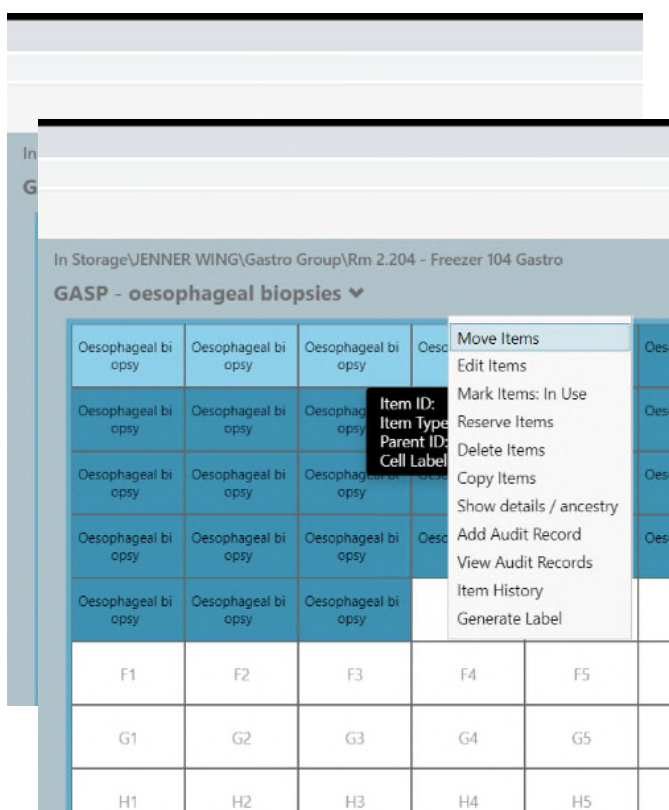 In
G
In Storage\JENNER WING\Gastro Group\Rm 2.204 - Freezer 104 Gastro
GASP - oesophageal biopsies
Oesophageal bi
opsy
Oesophageal bi
opsy
Oesophageal bi
opsy
Oesc
Oes
Move Items
Edit Items
Mark Items: In Use
Reserve Items
Delete Items
Copy Items
Show details / ancestry
Add Audit Record
View Audit Records
Item History
Generate Label
Oesophageal bi
opsy
Oesophageal bi
opsy
Oesophag
opsy
Oes
Item ID:
Item Type
Parent ID:
Cell Label
Oesophageal bi
opsy
Oesophageal bi
opsy
Oesophageal bi
opsy
Oes
Oesophageal bi
opsy
Oesophageal bi
opsy
Oesophageal bi
opsy
Oesc
Oes
Oesophageal bi
opsy
Oesophageal bi
opsy
Oesophageal bi
opsy
F1 F2 F3 F4 F5
G1 G2 G3 G4 G5
H1 H2 H3 H4 H5